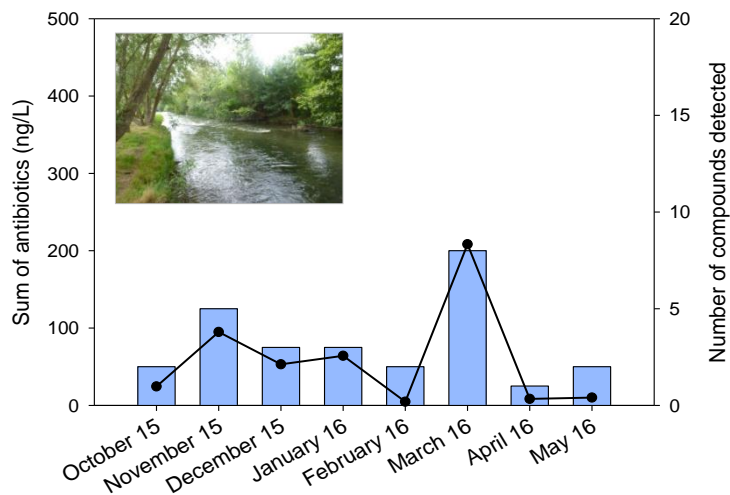 Sum of antibiotics (ng/L)
500
400
300
200
100
0
20
15
10
5
0
Number of compounds detected
October 15
November 15
December 15
January 16
February 16
March 16
April 16
May 16